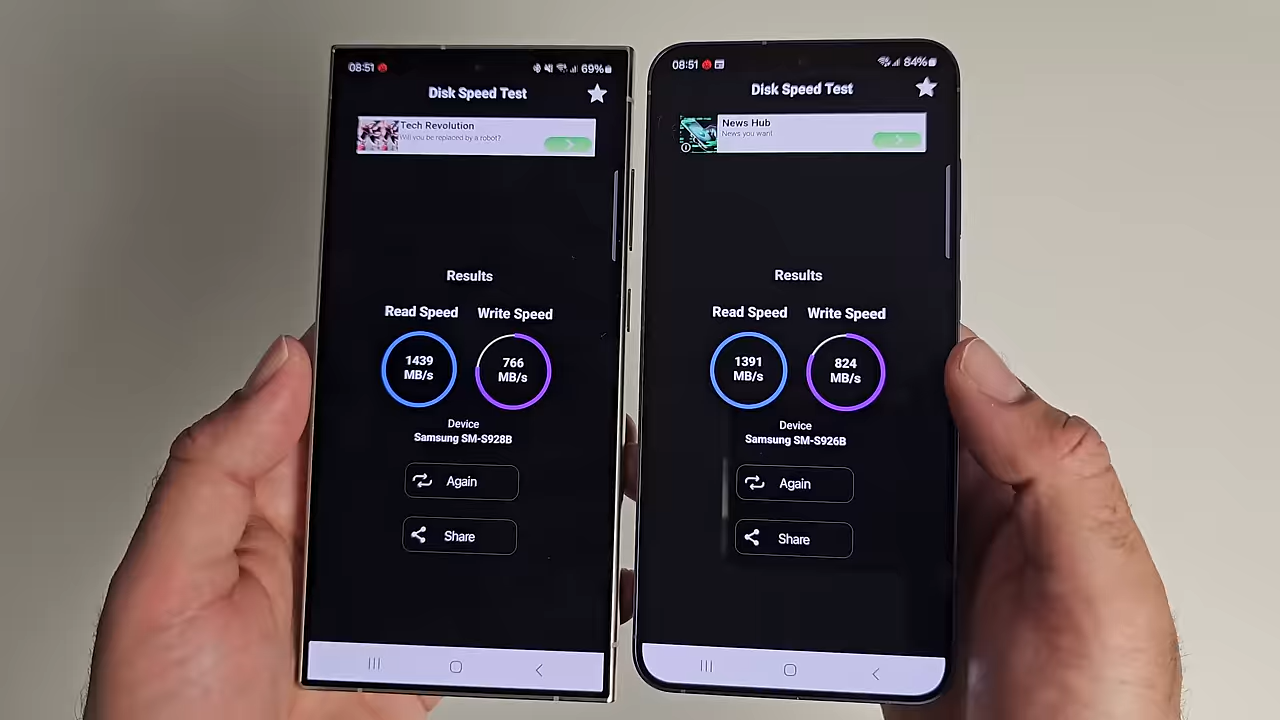 08:51
69%
Disk Speed Test
Tech Revolution
Will you be replaced by a robot?
Results
Read Speed
Write Speed
1439
MB/s
766
MB/s
Device
Samsung SM-S928B
Again
Share
08:51
84%
Disk Speed Test
News Hub
News you want
Results
Read Speed
Write Speed
1391
MB/s
824
MB/s
Device
Samsung SM-S926B
Again
Share